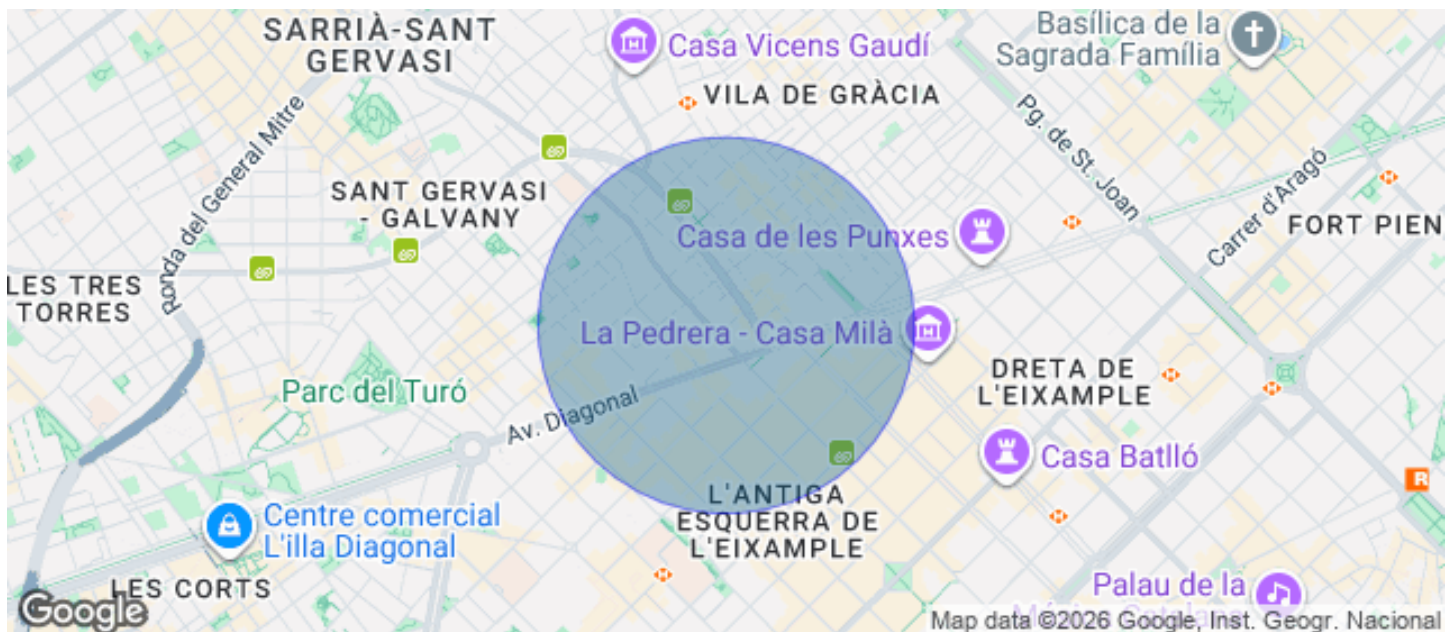 SARRIÀ-SANT
GERVASI
Casa Vicens Gaudí
Basílica de la
Sagrada Família
VILA DE GRÀCIA
Pg. de St. Joan
Carrer d'Aragó
Ronda del General Mitre
SANT GERVASI
- GALVANY
FORT PIEN
Casa de les Punxes
LES TRES
TORRES
La Pedrera - Casa Milà
DRETA DE
L'EIXAMPLE
Parc del Turó
Av. Diagonal
Casa Batlló
L'ANTIGA
ESQUERRA DE
L'EIXAMPLE
R
Centre comercial
L'illa Diagonal
LES CORTS
Palau de la
Google
Map data ©2026 Google, Inst. Geogr. Nacional